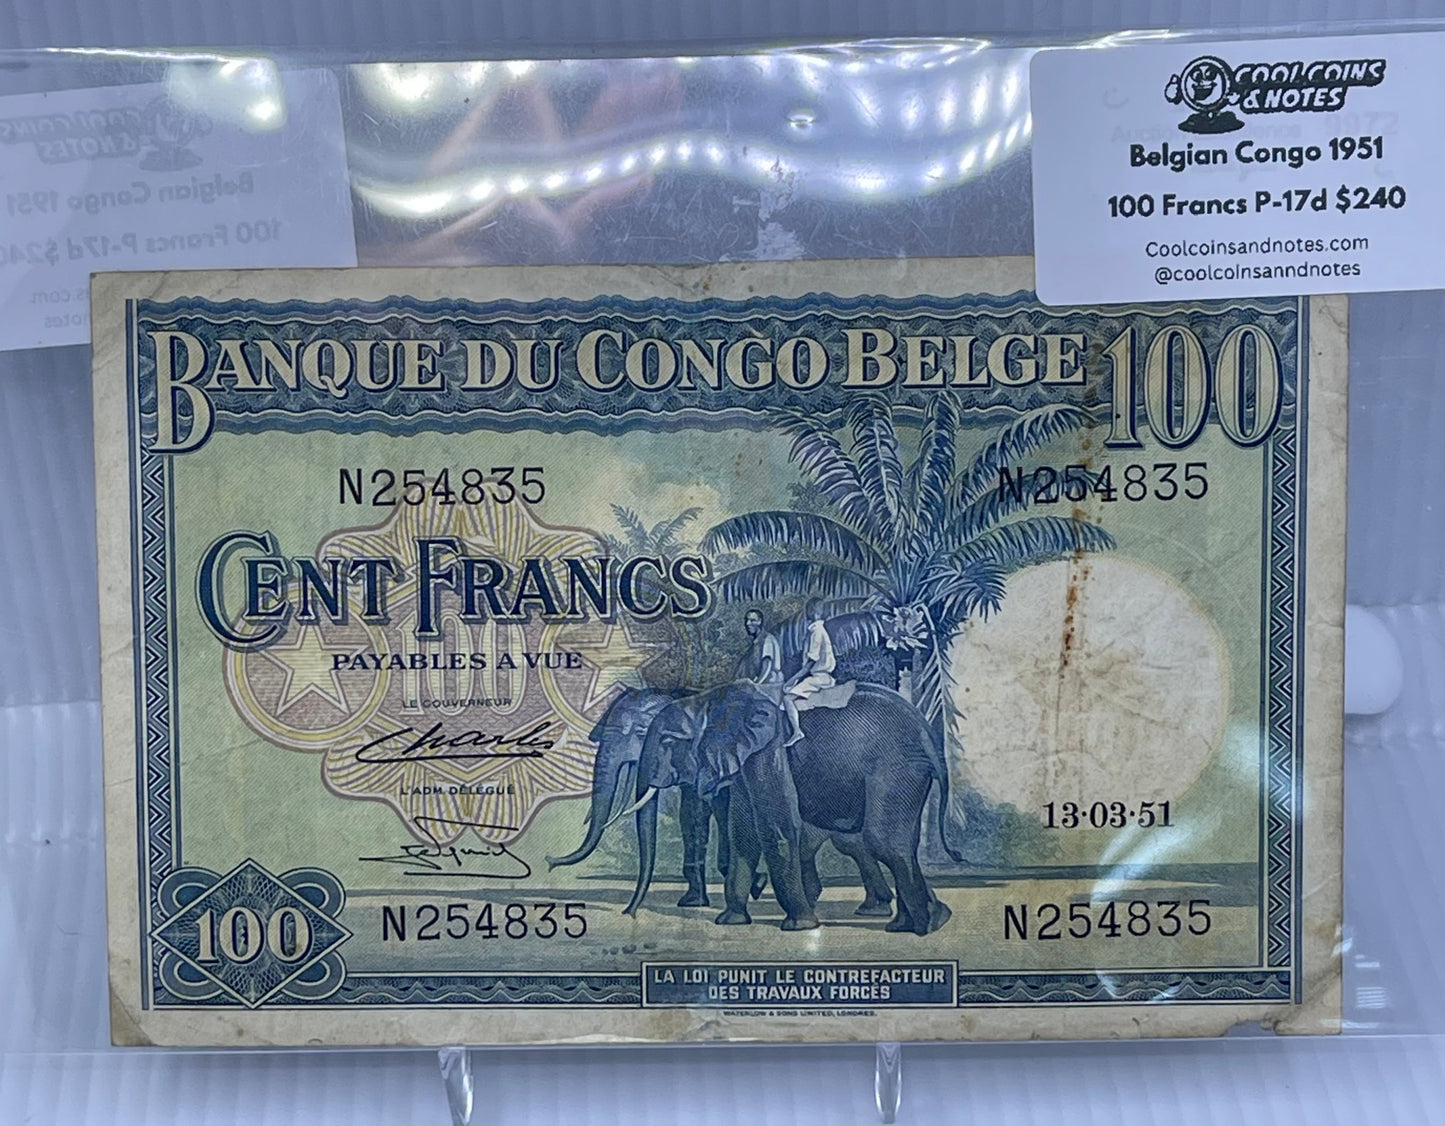 COOLCOINS
& NOTES
Belgian Congo 1951
100 Francs P-17d $240
Coolcoinsandnotes.com
@coolcoinsanndnotes
BANQUE DU CONGO BELGE 100
N254835 N254835
CENT FRANCS
100
PAYABLES A VUE
LE GOUVERNEUR
L'ADM. DÉLÉGUÉ
13·03·51
100 N254835 N254835
LA LOI PUNIT LE CONTREFACTEUR
DES TRAVAUX FORCÉS
WATERLOW & SONS LIMITED, LONDRES.